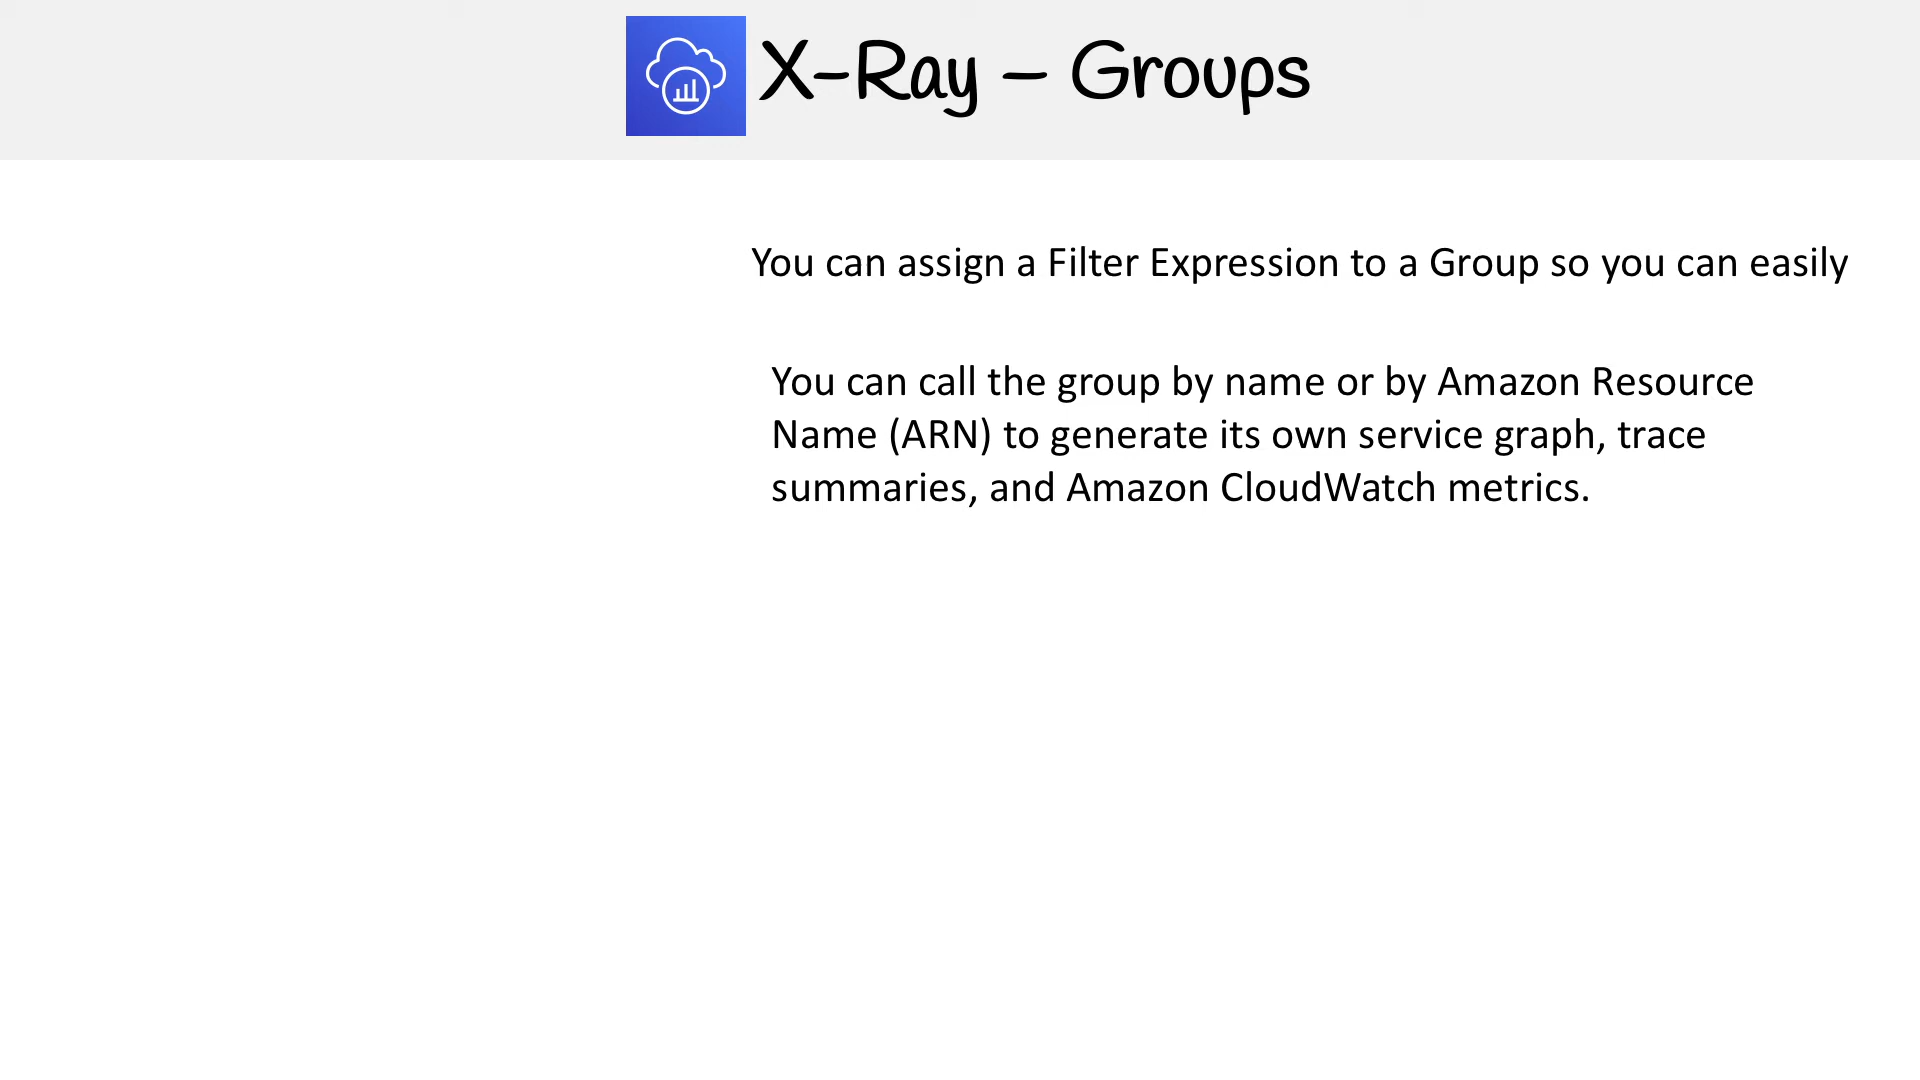 X-Ray – Groups
You can assign a Filter Expression to a Group so you can easily
You can call the group by name or by Amazon Resource
Name (ARN) to generate its own service graph, trace
summaries, and Amazon CloudWatch metrics.